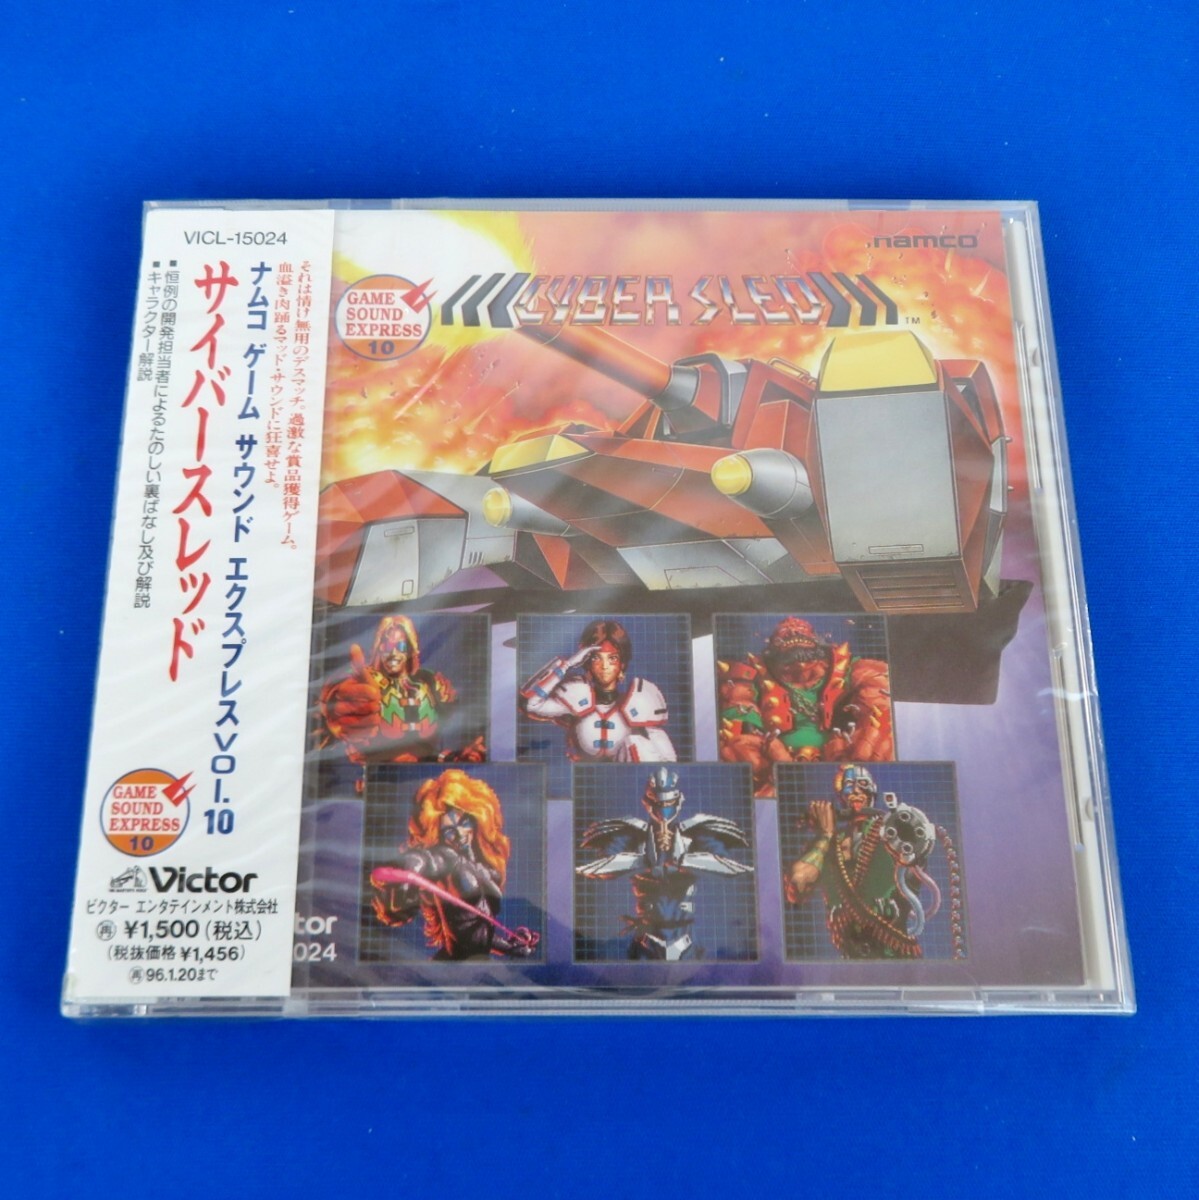 VICL-15024
ナムコ ゲーム サウンド エクスプレス VOl.10
サイバースレッド
■恒例の開発担当者によるたのしい裏ばなし及び解説
■キャラクター解説
それは情け無用のデスマッチ。過激な賞品獲得ゲーム。
血溢き肉踊るマッド・サウンドに狂喜せよ。
GAME
SOUND
EXPRESS
10
Victor
ビクター エンタテインメント株式会社
再 ¥1,500(税込)
(税抜価格 ¥1,456)
再96.1.20まで
namco
GAME
SOUND
EXPRESS
10
CYBER SLED
TM
tor
024